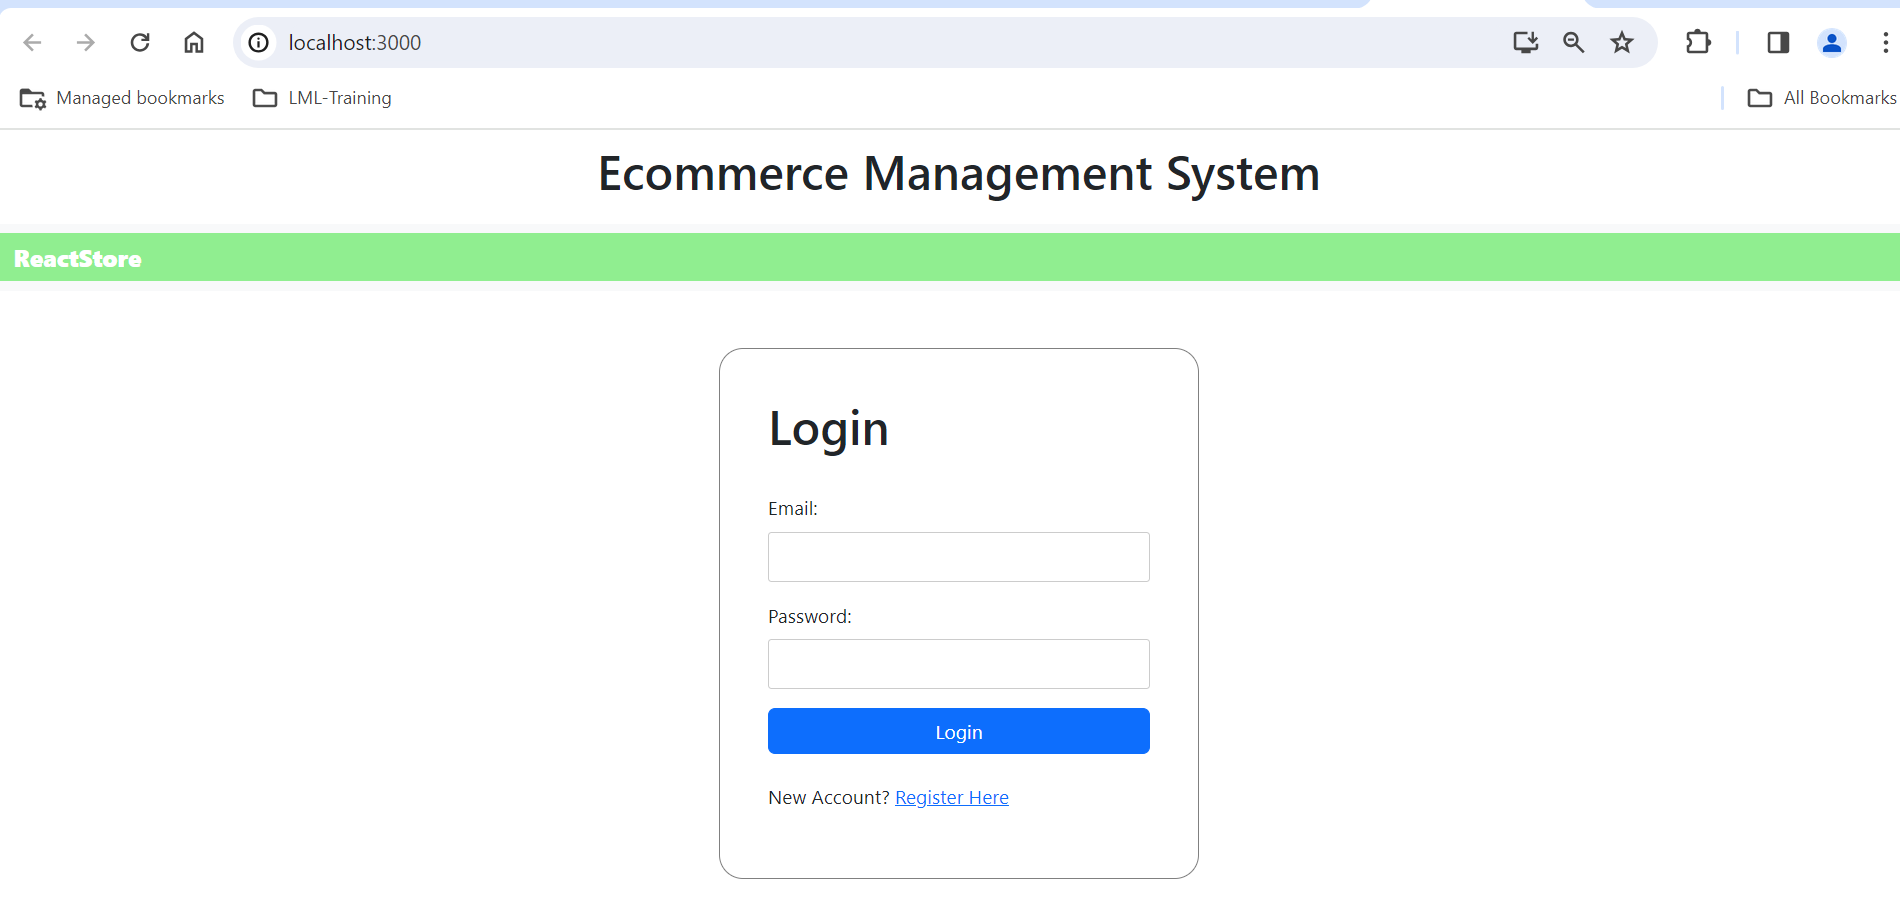 localhost:3000
Managed bookmarks LML-Training All Bookmarks
Ecommerce Management System
ReactStore
Login
Email:
Password:
Login
New Account? Register Here